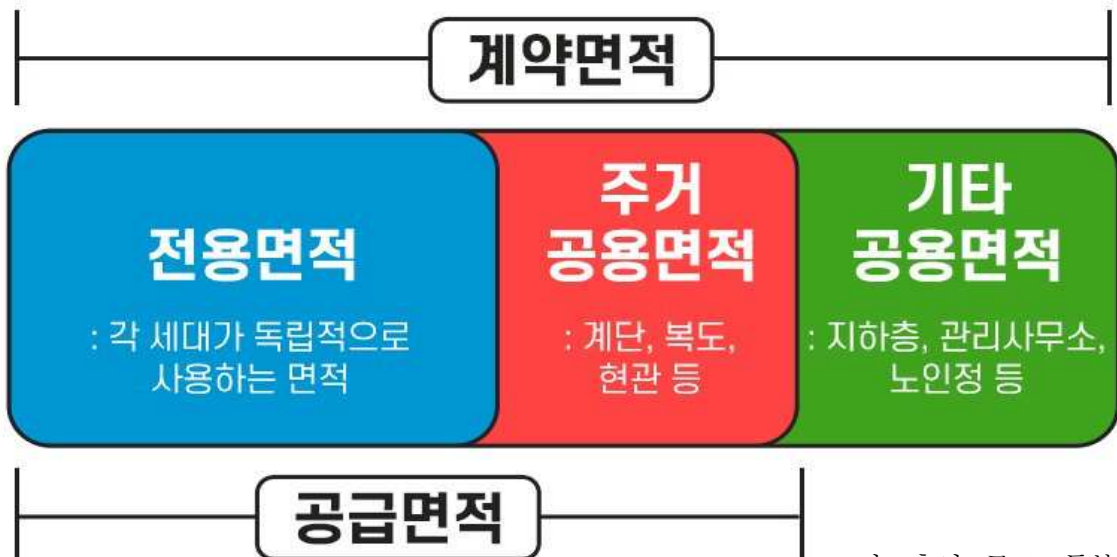 계약면적
전용면적
: 각 세대가 독립적으로
사용하는 면적
주거
공용면적
: 계단, 복도,
현관 등
기타
공용면적
: 지하층, 관리사무소,
노인정 등
공급면적